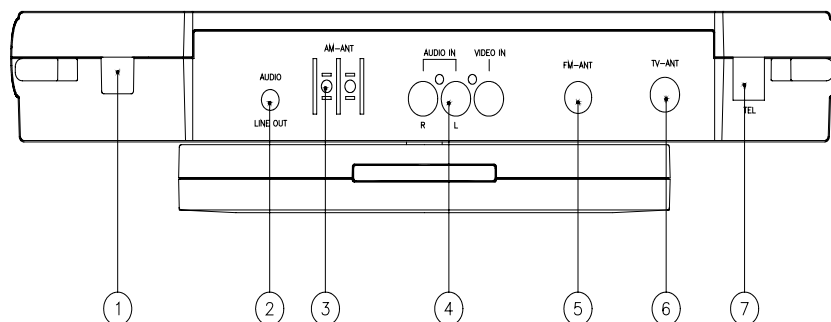 AM-ANT
AUDIO IN
VIDEO IN
AUDIO
FM-ANT
TV-ANT
LINE OUT
R
L
TEL
1
2
3
4
5
6
7